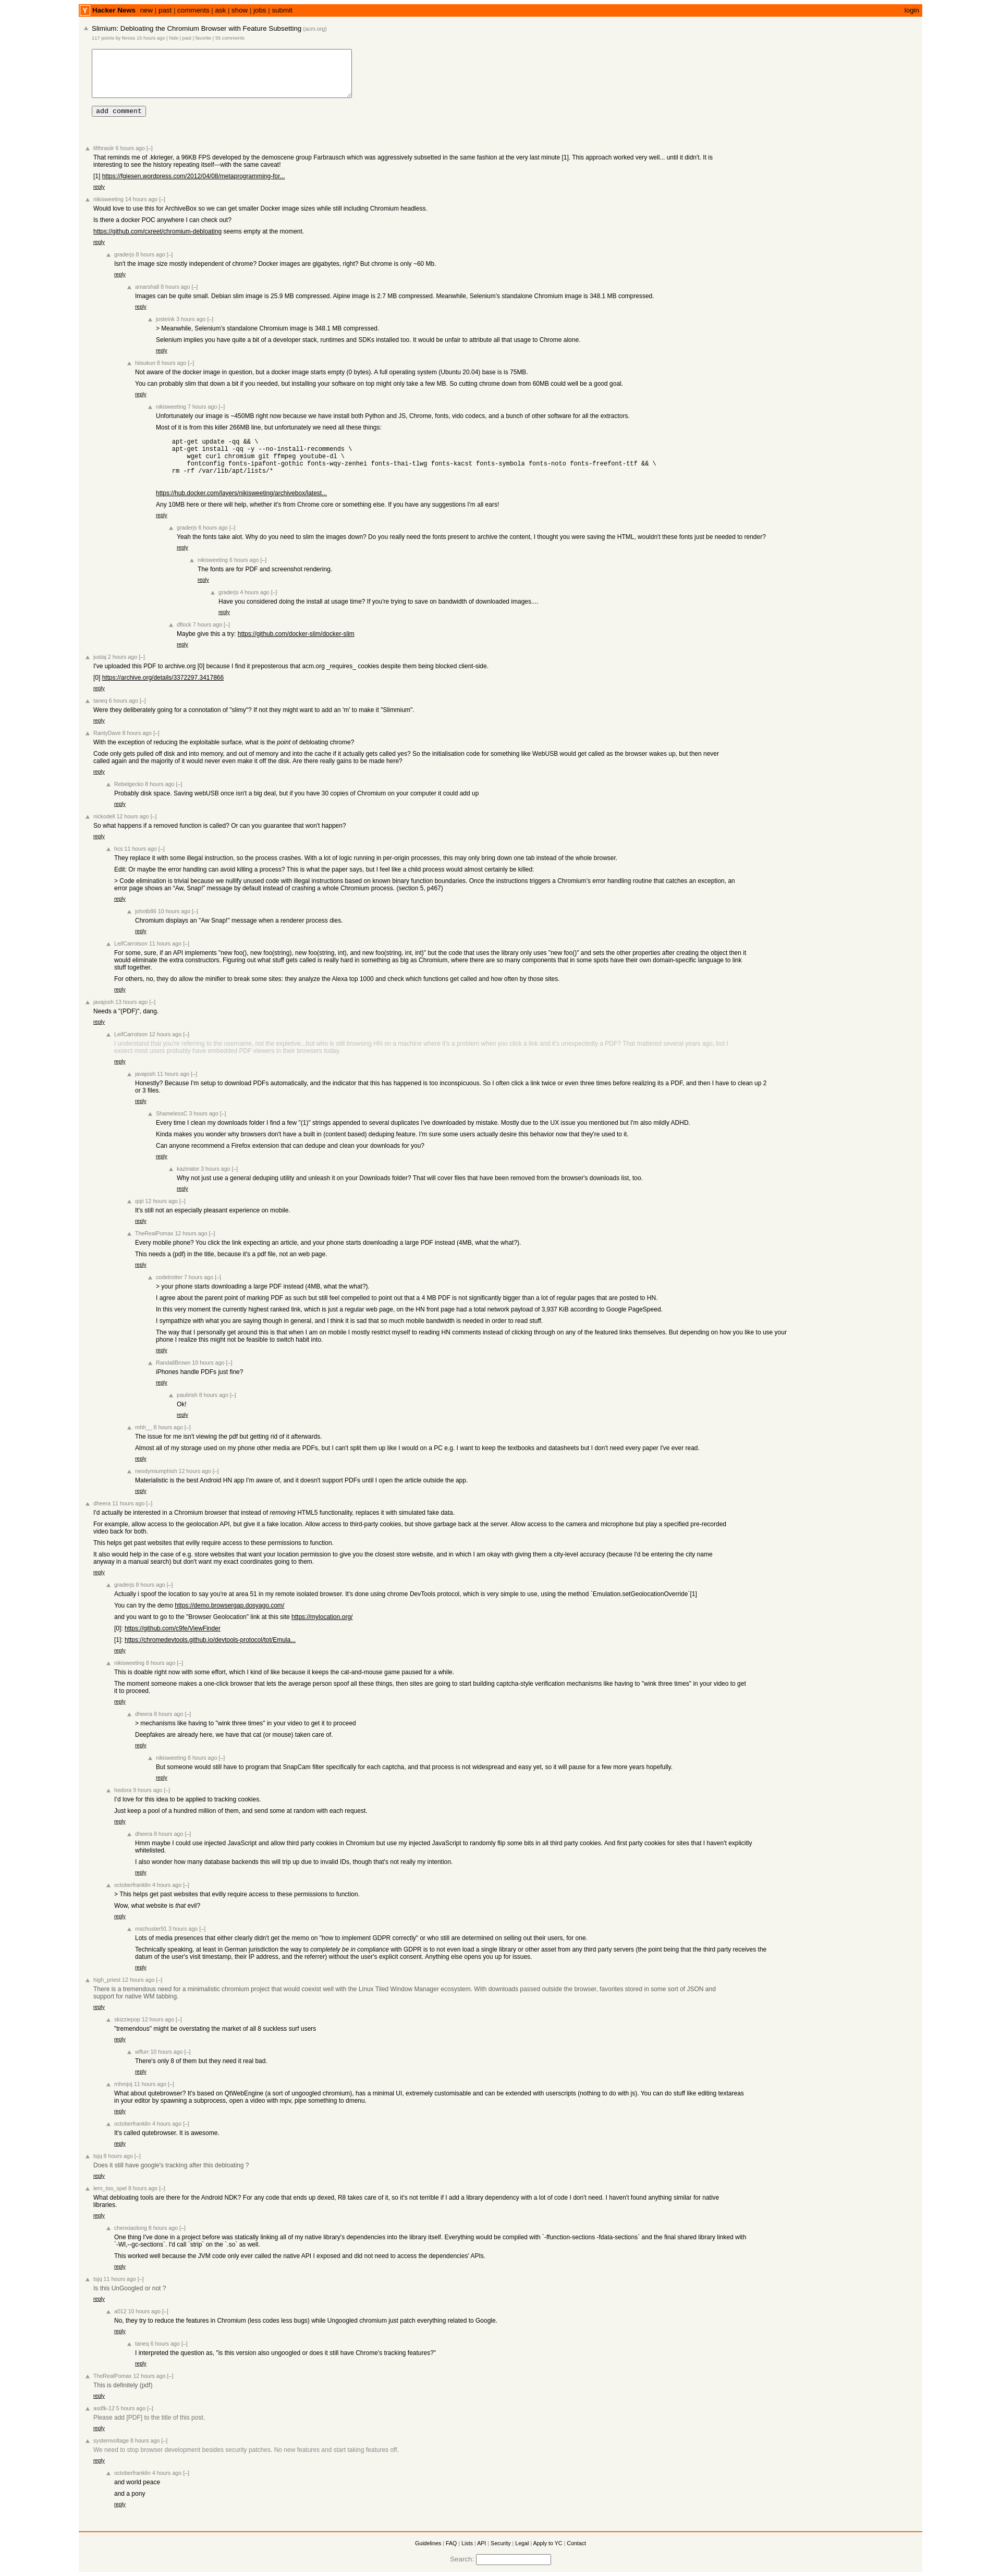 Y Hacker News new | past | comments | ask | show | jobs | submit login
Slimium: Debloating the Chromium Browser with Feature Subsetting (acm.org)
117 points by ferosa 15 hours ago | hide | past | favorite | 55 comments
add comment
lifthrasiir 6 hours ago [–]
That reminds me of .kkrieger, a 96KB FPS developed by the demoscene group Farbrausch which was aggressively subsetted in the same fashion at the very last minute [1]. This approach worked very well... until it didn't. It is
interesting to see the history repeating itself---with the same caveat!
[1] https://fgiesen.wordpress.com/2012/04/08/metaprogramming-for...
reply
nikisweeting 14 hours ago [–]
Would love to use this for ArchiveBox so we can get smaller Docker image sizes while still including Chromium headless.
Is there a docker POC anywhere I can check out?
https://github.com/cxreet/chromium-debloating seems empty at the moment.
reply
graderjs 8 hours ago [–]
Isn't the image size mostly independent of chrome? Docker images are gigabytes, right? But chrome is only ~60 Mb.
reply
amarshall 8 hours ago [–]
Images can be quite small. Debian slim image is 25.9 MB compressed. Alpine image is 2.7 MB compressed. Meanwhile, Selenium's standalone Chromium image is 348.1 MB compressed.
reply
josteink 3 hours ago [–]
> Meanwhile, Selenium's standalone Chromium image is 348.1 MB compressed.
Selenium implies you have quite a bit of a developer stack, runtimes and SDKs installed too. It would be unfair to attribute all that usage to Chrome alone.
reply
hiisukun 8 hours ago [–]
Not aware of the docker image in question, but a docker image starts empty (0 bytes). A full operating system (Ubuntu 20.04) base is is 75MB.
You can probably slim that down a bit if you needed, but installing your software on top might only take a few MB. So cutting chrome down from 60MB could well be a good goal.
reply
nikisweeting 7 hours ago [–]
Unfortunately our image is ~450MB right now because we have install both Python and JS, Chrome, fonts, vido codecs, and a bunch of other software for all the extractors.
Most of it is from this killer 266MB line, but unfortunately we need all these things:
apt-get update -qq && \
apt-get install -qq -y --no-install-recommends \
wget curl chromium git ffmpeg youtube-dl \
fontconfig fonts-ipafont-gothic fonts-wqy-zenhei fonts-thai-tlwg fonts-kacst fonts-symbola fonts-noto fonts-freefont-ttf && \
rm -rf /var/lib/apt/lists/*
https://hub.docker.com/layers/nikisweeting/archivebox/latest...
Any 10MB here or there will help, whether it's from Chrome core or something else. If you have any suggestions I'm all ears!
reply
graderjs 6 hours ago [–]
Yeah the fonts take alot. Why do you need to slim the images down? Do you really need the fonts present to archive the content, I thought you were saving the HTML, wouldn't these fonts just be needed to render?
reply
nikisweeting 6 hours ago [–]
The fonts are for PDF and screenshot rendering.
reply
graderjs 4 hours ago [–]
Have you considered doing the install at usage time? If you're trying to save on bandwidth of downloaded images....
reply
dflock 7 hours ago [–]
Maybe give this a try: https://github.com/docker-slim/docker-slim
reply
justaj 2 hours ago [–]
I've uploaded this PDF to archive.org [0] because I find it preposterous that acm.org _requires_ cookies despite them being blocked client-side.
[0] https://archive.org/details/3372297.3417866
reply
taneq 6 hours ago [–]
Were they deliberately going for a connotation of "slimy"? If not they might want to add an 'm' to make it "Slimmium".
reply
RantyDave 8 hours ago [–]
With the exception of reducing the exploitable surface, what is the point of debloating chrome?
Code only gets pulled off disk and into memory, and out of memory and into the cache if it actually gets called yes? So the initialisation code for something like WebUSB would get called as the browser wakes up, but then never
called again and the majority of it would never even make it off the disk. Are there really gains to be made here?
reply
Rebelgecko 8 hours ago [–]
Probably disk space. Saving webUSB once isn't a big deal, but if you have 30 copies of Chromium on your computer it could add up
reply
nickodell 12 hours ago [–]
So what happens if a removed function is called? Or can you guarantee that won't happen?
reply
hcs 11 hours ago [–]
They replace it with some illegal instruction, so the process crashes. With a lot of logic running in per-origin processes, this may only bring down one tab instead of the whole browser.
Edit: Or maybe the error handling can avoid killing a process? This is what the paper says, but I feel like a child process would almost certainly be killed:
> Code elimination is trivial because we nullify unused code with illegal instructions based on known binary function boundaries. Once the instructions triggers a Chromium's error handling routine that catches an exception, an
error page shows an "Aw, Snap!" message by default instead of crashing a whole Chromium process. (section 5, p467)
reply
johntb86 10 hours ago [–]
Chromium displays an "Aw Snap!" message when a renderer process dies.
reply
LeifCarrotson 11 hours ago [–]
For some, sure, if an API implements "new foo(), new foo(string), new foo(string, int), and new foo(string, int, int)" but the code that uses the library only uses "new foo()" and sets the other properties after creating the object then it
would eliminate the extra constructors. Figuring out what stuff gets called is really hard in something as big as Chromium, where there are so many components that in some spots have their own domain-specific language to link
stuff together.
For others, no, they do allow the minifier to break some sites: they analyze the Alexa top 1000 and check which functions get called and how often by those sites.
reply
javajosh 13 hours ago [–]
Needs a "(PDF)", dang.
reply
LeifCarrotson 12 hours ago [–]
I understand that you're referring to the username, not the expletive...but who is still browsing HN on a machine where it's a problem when you click a link and it's unexpectedly a PDF? That mattered several years ago, but I
expect most users probably have embedded PDF viewers in their browsers today
reply
javajosh 11 hours ago [–]
Honestly? Because I'm setup to download PDFs automatically, and the indicator that this has happened is too inconspicuous. So I often click a link twice or even three times before realizing its a PDF, and then I have to clean up 2
or 3 files.
reply
ShamelessC 3 hours ago [–]
Every time I clean my downloads folder I find a few "(1)" strings appended to several duplicates I've downloaded by mistake. Mostly due to the UX issue you mentioned but I'm also mildly ADHD.
Kinda makes you wonder why browsers don't have a built in (content based) deduping feature. I'm sure some users actually desire this behavior now that they're used to it.
Can anyone recommend a Firefox extension that can dedupe and clean your downloads for you?
reply
kazinator 3 hours ago [–]
Why not just use a general deduping utility and unleash it on your Downloads folder? That will cover files that have been removed from the browser's downloads list, too.
reply
qqii 12 hours ago [–]
It's still not an especially pleasant experience on mobile.
reply
TheRealPomax 12 hours ago [–]
Every mobile phone? You click the link expecting an article, and your phone starts downloading a large PDF instead (4MB, what the what?).
This needs a (pdf) in the title, because it's a pdf file, not an web page.
reply
codetrotter 7 hours ago [–]
> your phone starts downloading a large PDF instead (4MB, what the what?).
I agree about the parent point of marking PDF as such but still feel compelled to point out that a 4 MB PDF is not significantly bigger than a lot of regular pages that are posted to HN.
In this very moment the currently highest ranked link, which is just a regular web page, on the HN front page had a total network payload of 3,937 KiB according to Google PageSpeed.
I sympathize with what you are saying though in general, and I think it is sad that so much mobile bandwidth is needed in order to read stuff.
The way that I personally get around this is that when I am on mobile I mostly restrict myself to reading HN comments instead of clicking through on any of the featured links themselves. But depending on how you like to use your
phone I realize this might not be feasible to switch habit into.
reply
RandallBrown 10 hours ago [–]
iPhones handle PDFs just fine?
reply
paulirish 8 hours ago [–]
Ok!
reply
mhh__ 8 hours ago [–]
The issue for me isn't viewing the pdf but getting rid of it afterwards.
Almost all of my storage used on my phone other media are PDFs, but I can't split them up like I would on a PC e.g. I want to keep the textbooks and datasheets but I don't need every paper I've ever read.
reply
neodymiumphish 12 hours ago [–]
Materialistic is the best Android HN app I'm aware of, and it doesn't support PDFs until I open the article outside the app.
reply
dheera 11 hours ago [–]
I'd actually be interested in a Chromium browser that instead of removing HTML5 functionality, replaces it with simulated fake data.
For example, allow access to the geolocation API, but give it a fake location. Allow access to third-party cookies, but shove garbage back at the server. Allow access to the camera and microphone but play a specified pre-recorded
video back for both.
This helps get past websites that evilly require access to these permissions to function.
It also would help in the case of e.g. store websites that want your location permission to give you the closest store website, and in which I am okay with giving them a city-level accuracy (because I'd be entering the city name
anyway in a manual search) but don't want my exact coordinates going to them.
reply
graderjs 8 hours ago [–]
Actually i spoof the location to say you're at area 51 in my remote isolated browser. It's done using chrome DevTools protocol, which is very simple to use, using the method `Emulation.setGeolocationOverride`[1]
You can try the demo https://demo.browsergap.dosyago.com/
and you want to go to the "Browser Geolocation" link at this site https://mylocation.org/
[0]: https://github.com/c9fe/ViewFinder
[1]: https://chromedevtools.github.io/devtools-protocol/tot/Emula...
reply
nikisweeting 8 hours ago [–]
This is doable right now with some effort, which I kind of like because it keeps the cat-and-mouse game paused for a while.
The moment someone makes a one-click browser that lets the average person spoof all these things, then sites are going to start building captcha-style verification mechanisms like having to "wink three times" in your video to get
it to proceed.
reply
dheera 8 hours ago [–]
> mechanisms like having to "wink three times" in your video to get it to proceed
Deepfakes are already here, we have that cat (or mouse) taken care of.
reply
nikisweeting 8 hours ago [–]
But someone would still have to program that SnapCam filter specifically for each captcha, and that process is not widespread and easy yet, so it will pause for a few more years hopefully.
reply
hedora 9 hours ago [–]
I'd love for this idea to be applied to tracking cookies.
Just keep a pool of a hundred million of them, and send some at random with each request.
reply
dheera 8 hours ago [–]
Hmm maybe I could use injected JavaScript and allow third party cookies in Chromium but use my injected JavaScript to randomly flip some bits in all third party cookies. And first party cookies for sites that I haven't explicitly
whitelisted.
I also wonder how many database backends this will trip up due to invalid IDs, though that's not really my intention.
reply
octoberfranklin 4 hours ago [–]
> This helps get past websites that evilly require access to these permissions to function.
Wow, what website is that evil?
reply
mschuster91 3 hours ago [–]
Lots of media presences that either clearly didn't get the memo on "how to implement GDPR correctly" or who still are determined on selling out their users, for one.
Technically speaking, at least in German jurisdiction the way to completely be in compliance with GDPR is to not even load a single library or other asset from any third party servers (the point being that the third party receives the
datum of the user's visit timestamp, their IP address, and the referrer) without the user's explicit consent. Anything else opens you up for issues.
reply
high_priest 12 hours ago [–]
There is a tremendous need for a minimalistic chromium project that would coexist well with the Linux Tiled Window Manager ecosystem. With downloads passed outside the browser, favorites stored in some sort of JSON and
support for native WM tabbing.
reply
skizziepop 12 hours ago [–]
"tremendous" might be overstating the market of all 8 suckless surf users
reply
wffurr 10 hours ago [–]
There's only 8 of them but they need it real bad.
reply
mhmjoj 11 hours ago [–]
What about qutebrowser? It's based on QtWebEngine (a sort of ungoogled chromium), has a minimal UI, extremely customisable and can be extended with userscripts (nothing to do with js). You can do stuff like editing textareas
in your editor by spawning a subprocess, open a video with mpv, pipe something to dmenu.
reply
octoberfranklin 4 hours ago [–]
It's called qutebrowser. It is awesome.
reply
tsjq 8 hours ago [–]
Does it still have google's tracking after this debloating ?
reply
lers_too_spel 8 hours ago [–]
What debloating tools are there for the Android NDK? For any code that ends up dexed, R8 takes care of it, so it's not terrible if I add a library dependency with a lot of code I don't need. I haven't found anything similar for native
libraries.
reply
chenxiaolong 8 hours ago [–]
One thing I've done in a project before was statically linking all of my native library's dependencies into the library itself. Everything would be compiled with `-ffunction-sections -fdata-sections` and the final shared library linked with
`-Wl,--gc-sections`. I'd call `strip` on the `.so` as well.
This worked well because the JVM code only ever called the native API I exposed and did not need to access the dependencies' APIs.
reply
tsjq 11 hours ago [–]
Is this UnGoogled or not ?
reply
a012 10 hours ago [–]
No, they try to reduce the features in Chromium (less codes less bugs) while Ungoogled chromium just patch everything related to Google.
reply
taneq 6 hours ago [–]
I interpreted the question as, "is this version also ungoogled or does it still have Chrome's tracking features?"
reply
TheRealPomax 12 hours ago [–]
This is definitely (pdf)
reply
asdfk-12 5 hours ago [–]
Please add [PDF] to the title of this post.
reply
systemvoltage 8 hours ago [–]
We need to stop browser development besides security patches. No new features and start taking features off.
reply
octoberfranklin 4 hours ago [–]
and world peace
and a pony
reply
Guidelines | FAQ | Lists | API | Security | Legal | Apply to YC | Contact
Search: